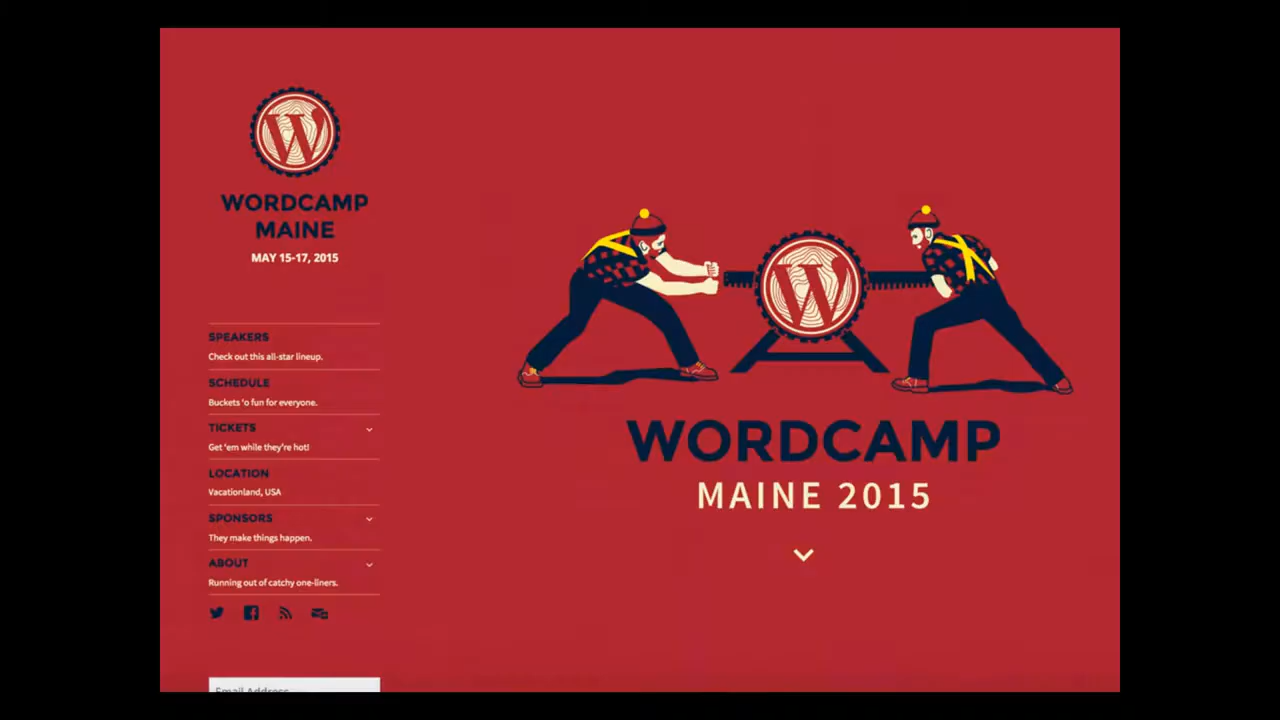 W
WORDCAMP
MAINE
MAY 15-17, 2015
SPEAKERS
Check out this all-star lineup.
SCHEDULE
Buckets 'o fun for everyone.
TICKETS
Get 'em while they're hot!
LOCATION
Vacationland, USA
SPONSORS
They make things happen.
ABOUT
Running out of catchy one-liners.
Email Address
W
WORDCAMP
MAINE 2015